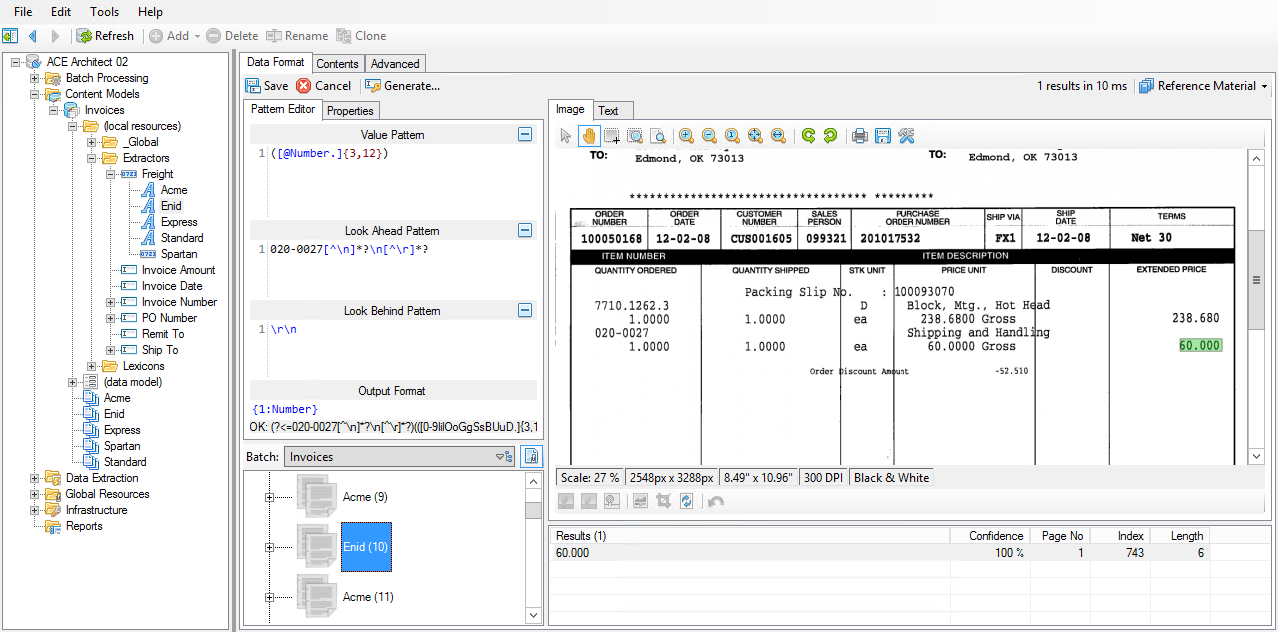 File Edit Tools Help
Refresh Add Delete Rename Clone
ACE Architect 02
Batch Processing
Content Models
Invoices
(local resources)
_Global
Extractors
Freight
Acme
Enid
Express
Standard
Spartan
Invoice Amount
Invoice Date
Invoice Number
PO Number
Remit To
Ship To
Lexicons
(data model)
Acme
Enid
Express
Spartan
Standard
Data Extraction
Global Resources
Infrastructure
Reports
Data Format Contents Advanced
Save Cancel Generate... 1 results in 10 ms Reference Material
Pattern Editor Properties
Value Pattern
1 ([@Number.]{3,12})
Look Ahead Pattern
1 020-0027[^\n]*?\n[^\r]*?
Look Behind Pattern
1 \r\n
Output Format
{1:Number}
OK: (?<=020-0027[^\n]*?\n[^\r]*?)(([0-9IilOoGgSsBUuD.]{3,1
Batch: Invoices
Acme (9)
Enid (10)
Acme (11)
Image Text
TO: Edmond, OK 73013 TO: Edmond, OK 73013
*********************************** *********
ORDER NUMBER ORDER DATE CUSTOMER NUMBER SALES PERSON PURCHASE ORDER NUMBER SHIP VIA SHIP DATE TERMS
100050168 12-02-08 CUS001605 099321 201017532 FX1 12-02-08 Net 30
ITEM NUMBER ITEM DESCRIPTION
QUANTITY ORDERED QUANTITY SHIPPED STK UNIT PRICE UNIT DISCOUNT EXTENDED PRICE
Packing Slip No. : 100093070
7710.1262.3 D Block, Mtg., Hot Head
1.0000 1.0000 ea 238.6800 Gross 238.680
020-0027 Shipping and Handling
1.0000 1.0000 ea 60.0000 Gross 60.000
Order Discount Amount -52.510
Scale: 27 % 2548px x 3288px 8.49" x 10.96" 300 DPI Black & White
Results (1) Confidence Page No Index Length
60.000 100 % 1 743 6